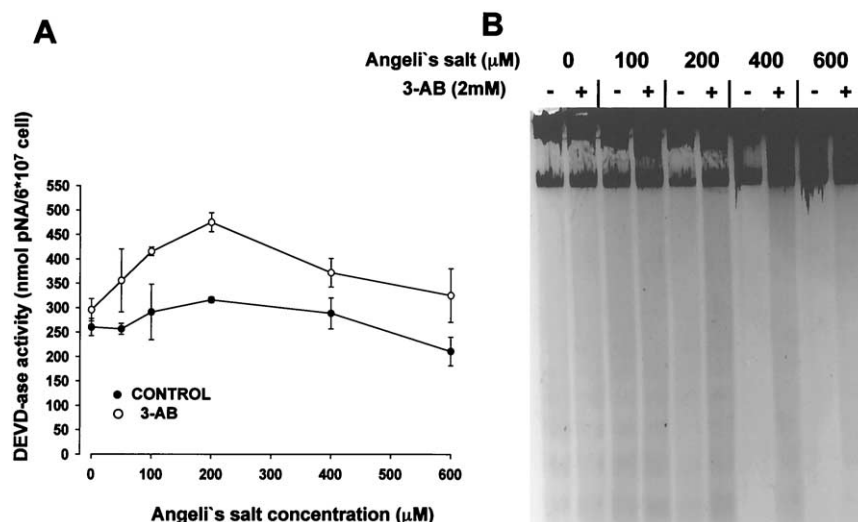 A
DEVD-ase activity (nmol pNA/6*10⁷ cell)
550
500
450
400
350
300
250
200
150
100
50
0
● CONTROL
○ 3-AB
0 100 200 300 400 500 600
Angeli`s salt concentration (μM)
B
Angeli`s salt (μM) 0 100 200 400 600
3-AB (2mM) - + - + - + - + - +